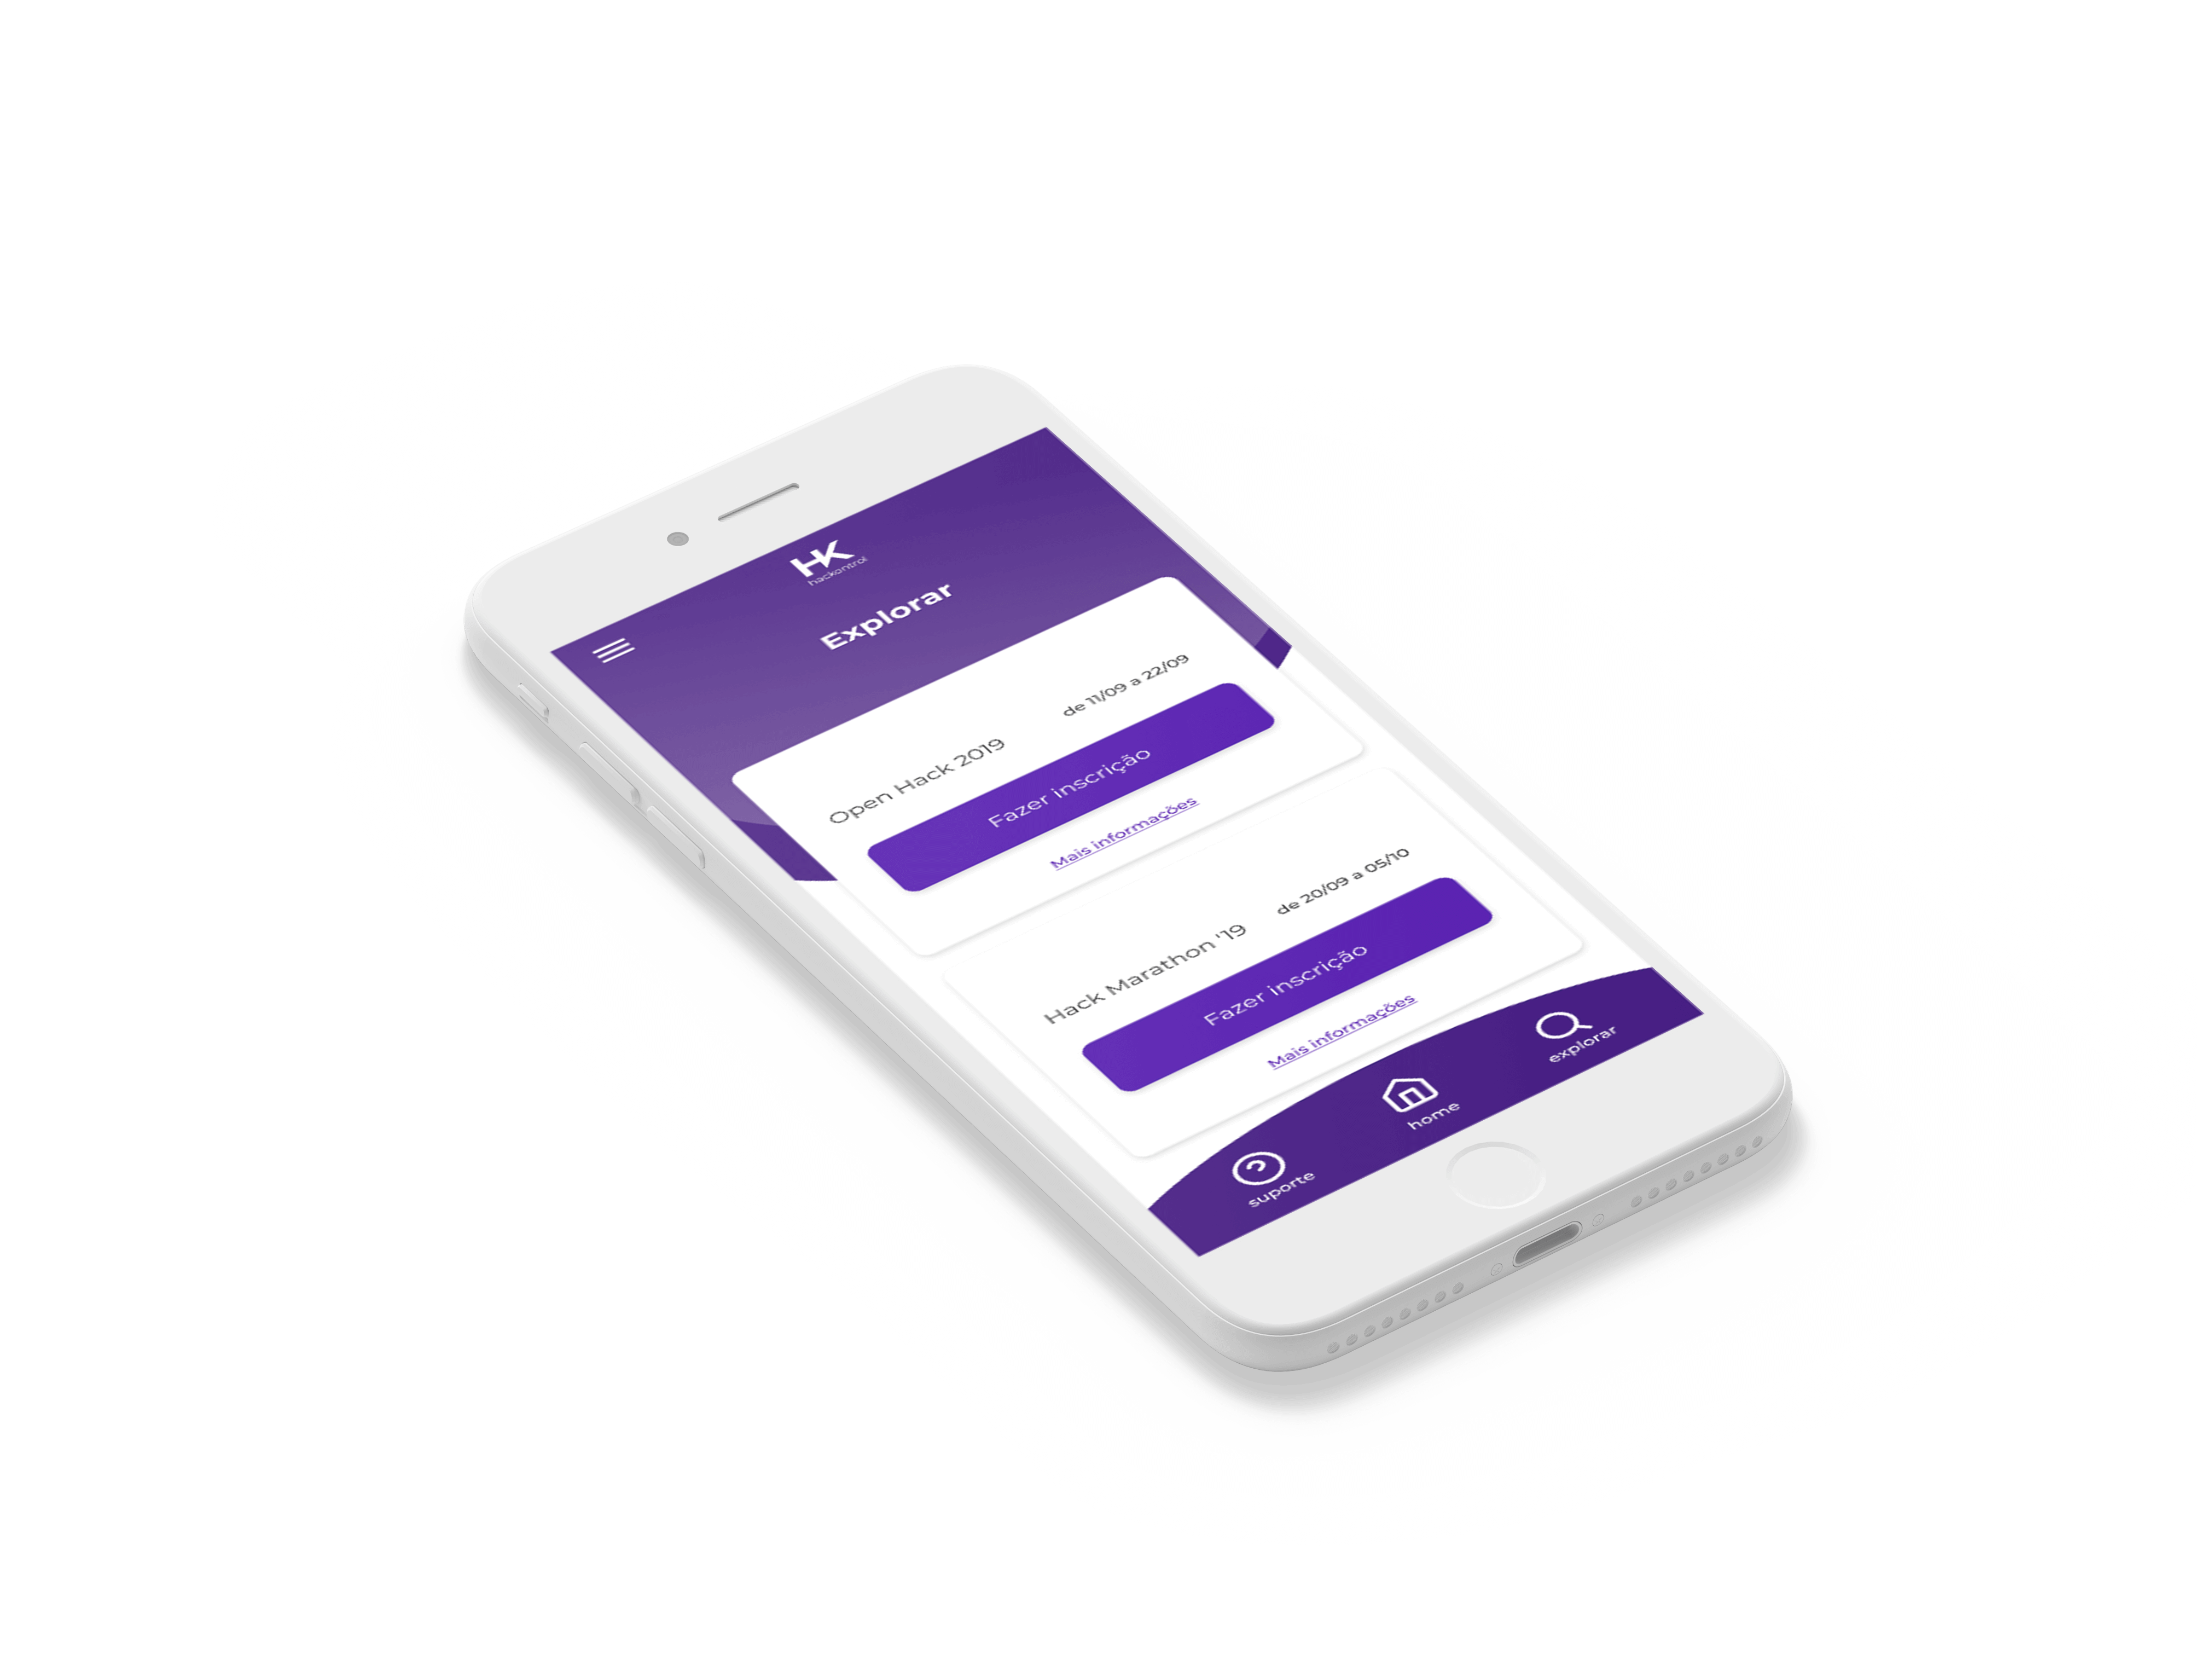 HK
hackontrol
Explorar
Open Hack 2019
de 11/09 a 22/09
Fazer inscrição
Mais informações
Hack Marathon '19
de 20/09 a 05/10
Fazer inscrição
Mais informações
suporte
home
explorar